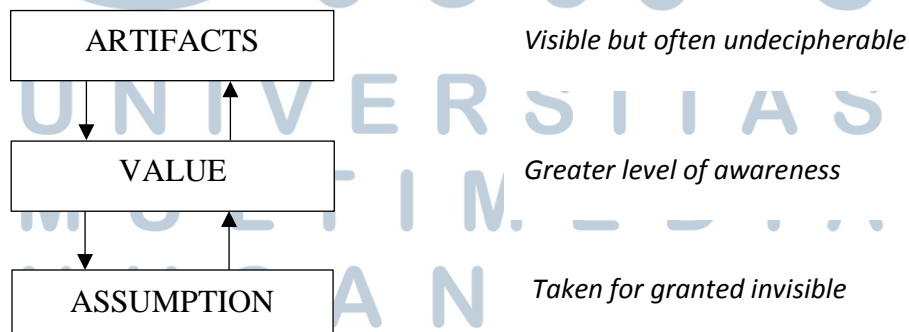 ARTIFACTS
Visible but often undecipherable
UNIVERSITAS
VALUE
Greater level of awareness
ASSUMPTION
Taken for granted invisible